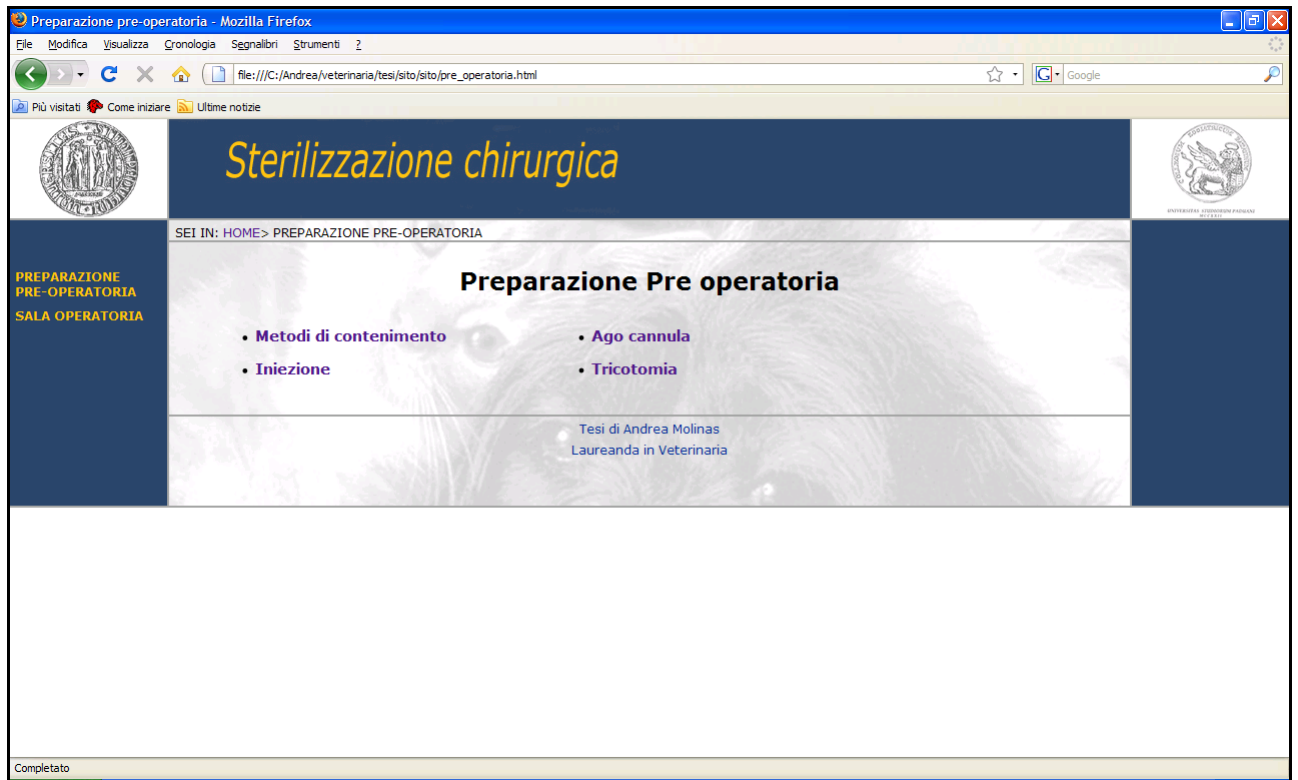 Preparazione pre-operatoria - Mozilla Firefox
File Modifica Visualizza Cronologia Segnalibri Strumenti ?
file:///C:/Andrea/veterinaria/tesi/sito/sito/pre_operatoria.html
G Google
Più visitati Come iniziare Ultime notizie
Sterilizzazione chirurgica
SEI IN: HOME> PREPARAZIONE PRE-OPERATORIA
PREPARAZIONE
PRE-OPERATORIA
SALA OPERATORIA
Preparazione Pre operatoria
• Metodi di contenimento
• Ago cannula
• Iniezione
• Tricotomia
Tesi di Andrea Molinas
Laureanda in Veterinaria
Completato